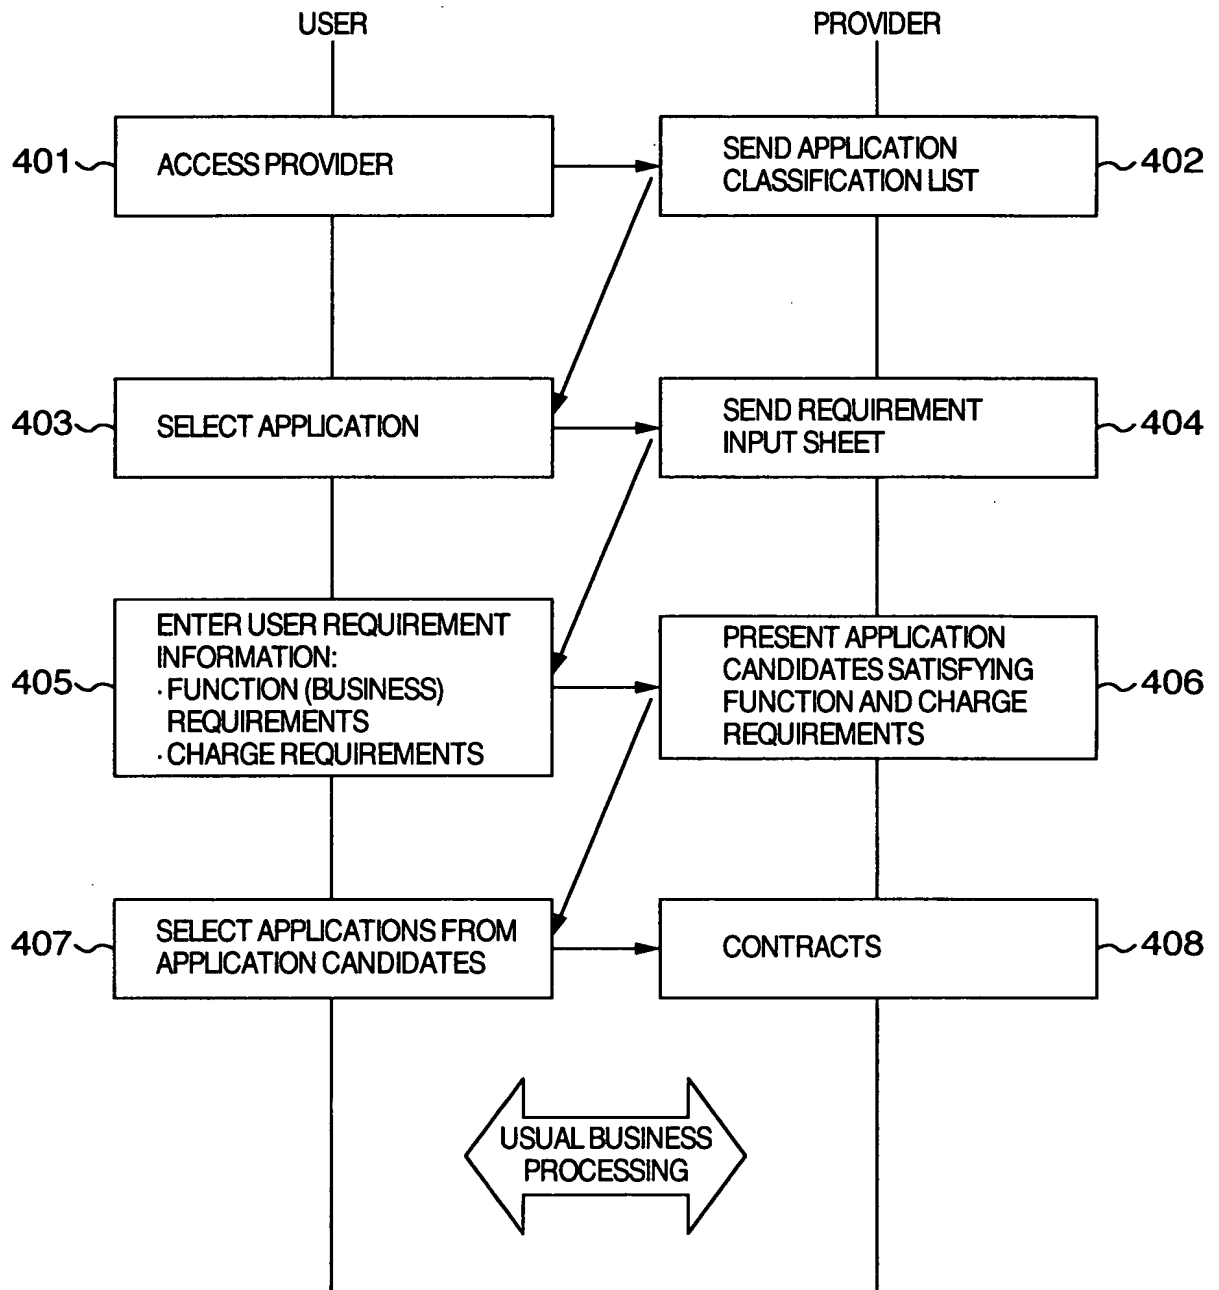 USER
PROVIDER
401
ACCESS PROVIDER
SEND APPLICATION
CLASSIFICATION LIST
402
403
SELECT APPLICATION
SEND REQUIREMENT
INPUT SHEET
404
405
ENTER USER REQUIREMENT
INFORMATION:
· FUNCTION (BUSINESS)
REQUIREMENTS
· CHARGE REQUIREMENTS
PRESENT APPLICATION
CANDIDATES SATISFYING
FUNCTION AND CHARGE
REQUIREMENTS
406
407
SELECT APPLICATIONS FROM
APPLICATION CANDIDATES
CONTRACTS
408
USUAL BUSINESS
PROCESSING